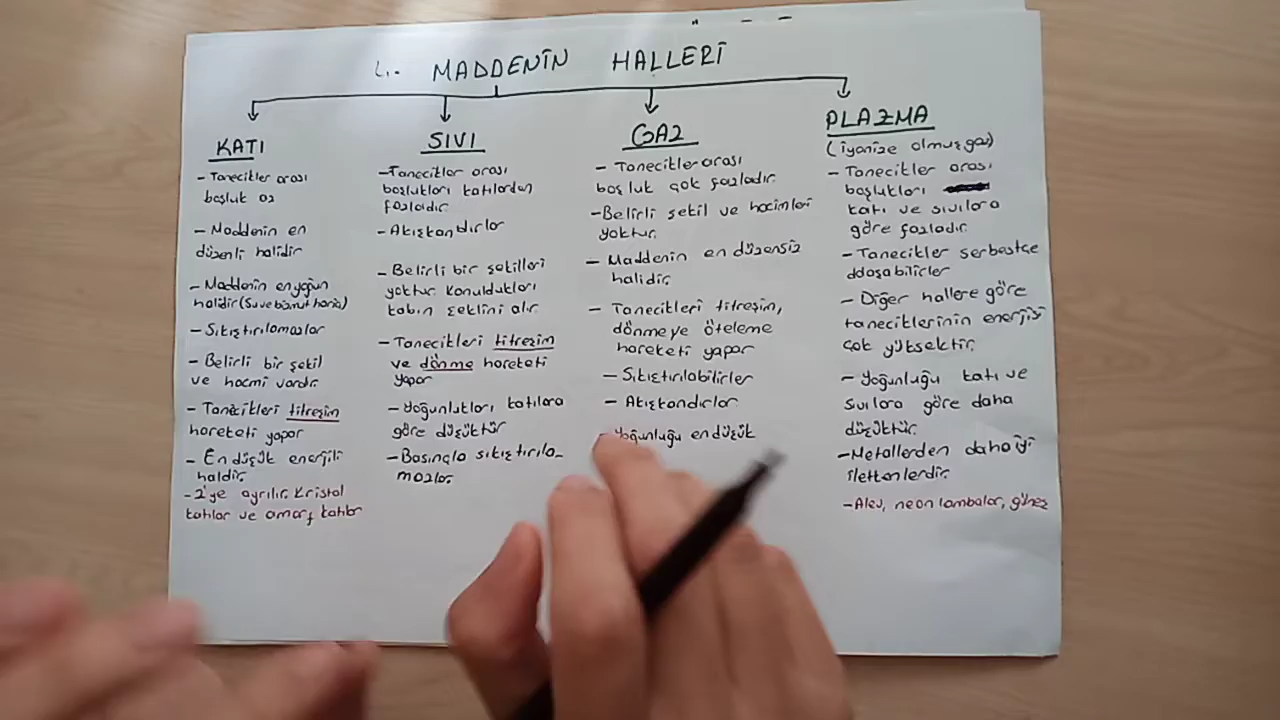 MADDENİN HALLERİ
KATI
- Tanecikler arası
boşluk az
- Maddenin en
düzenli halidir
- Maddenin en yoğun
halidir (Su ve bizmut hariç)
- Sıkıştırılamazlar
- Belirli bir şekil
ve hacmi vardır.
- Tanecikleri titreşim
hareketi yapar
- En düşük enerjili
haldir.
- 2'ye ayrılır. Kristal
katılar ve amorf katılar
SIVI
- Tanecikler arası
boşlukları katılardan
fazladır.
- Akışkandırlar
- Belirli bir şekilleri
yoktur. Konuldukları
kabın şeklini alır.
- Tanecikleri titreşim
ve dönme hareketi
yapar
- Yoğunlukları katılara
göre düşüktür
- Basınçla sıkıştırıla-
mazlar.
GAZ
- Tanecikler arası
boşluk çok fazladır.
- Belirli şekil ve hacimleri
yoktur.
- Maddenin en düzensiz
halidir.
- Tanecikleri titreşim,
dönme ve öteleme
hareketi yapar
- Sıkıştırılabilirler
- Akışkandırlar.
- Yoğunluğu en düşük
PLAZMA
(iyonize olmuş gaz)
- Tanecikler arası
boşlukları
katı ve sıvılara
göre fazladır.
- Tanecikler serbestçe
dolaşabilirler
- Diğer hallere göre
taneciklerinin enerjisi
çok yüksektir.
- Yoğunluğu katı ve
sıvılara göre daha
düşüktür.
- Metallerden daha iyi
iletkenlerdir.
- Alev, neon lambalar, güneş